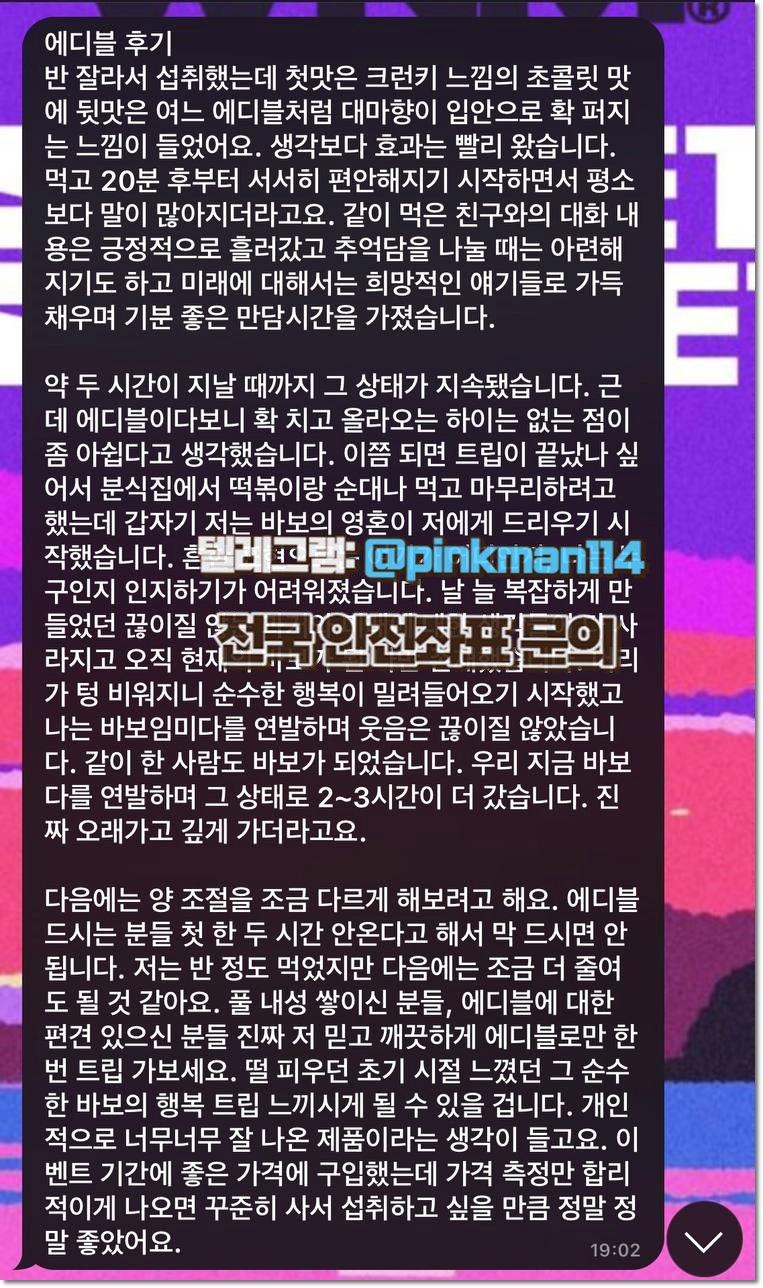 에디블 후기
반 잘라서 섭취했는데 첫맛은 크런키 느낌의 초콜릿 맛
에 뒷맛은 여느 에디블처럼 대마향이 입안으로 확 퍼지
는 느낌이 들었어요. 생각보다 효과는 빨리 왔습니다.
먹고 20분 후부터 서서히 편안해지기 시작하면서 평소
보다 말이 많아지더라고요. 같이 먹은 친구와의 대화 내
용은 긍정적으로 흘러갔고 추억담을 나눌 때는 아련해
지기도 하고 미래에 대해서는 희망적인 얘기들로 가득
채우며 기분 좋은 만담시간을 가졌습니다.
약 두 시간이 지날 때까지 그 상태가 지속됐습니다. 근
데 에디블이다보니 확 치고 올라오는 하이는 없는 점이
좀 아쉽다고 생각했습니다. 이쯤 되면 트립이 끝났나 싶
어서 분식집에서 떡볶이랑 순대나 먹고 마무리하려고
했는데 갑자기 저는 바보의 영혼이 저에게 드리우기 시
작했습니다.
텔레그램: @pinkman114
구인지 인지하기가 어려워졌습니다. 날 늘 복잡하게 만
들었던 끊이질
전국 안전좌표 문의
라지고 오직
가 텅 비워지니 순수한 행복이 밀려들어오기 시작했고
나는 바보임미다를 연발하며 웃음은 끊이질 않았습니
다. 같이 한 사람도 바보가 되었습니다. 우리 지금 바보
다를 연발하며 그 상태로 2~3시간이 더 갔습니다. 진
짜 오래가고 깊게 가더라고요.
다음에는 양 조절을 조금 다르게 해보려고 해요. 에디블
드시는 분들 첫 한 두 시간 안온다고 해서 막 드시면 안
됩니다. 저는 반 정도 먹었지만 다음에는 조금 더 줄여
도 될 것 같아요. 풀 내성 쌓이신 분들, 에디블에 대한
편견 있으신 분들 진짜 저 믿고 깨끗하게 에디블로만 한
번 트립 가보세요. 떨 피우던 초기 시절 느꼈던 그 순수
한 바보의 행복 트립 느끼시게 될 수 있을 겁니다. 개인
적으로 너무너무 잘 나온 제품이라는 생각이 들고요. 이
벤트 기간에 좋은 가격에 구입했는데 가격 측정만 합리
적이게 나오면 꾸준히 사서 섭취하고 싶을 만큼 정말 정
말 좋았어요.
19:02